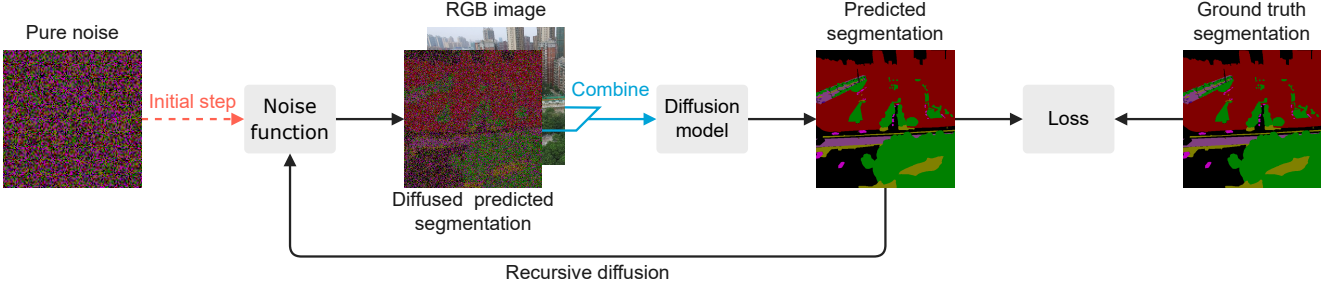 Pure noise
Initial step
Noise
function
RGB image
Diffused predicted
segmentation
Combine
Diffusion
model
Predicted
segmentation
Loss
Ground truth
segmentation
Recursive diffusion